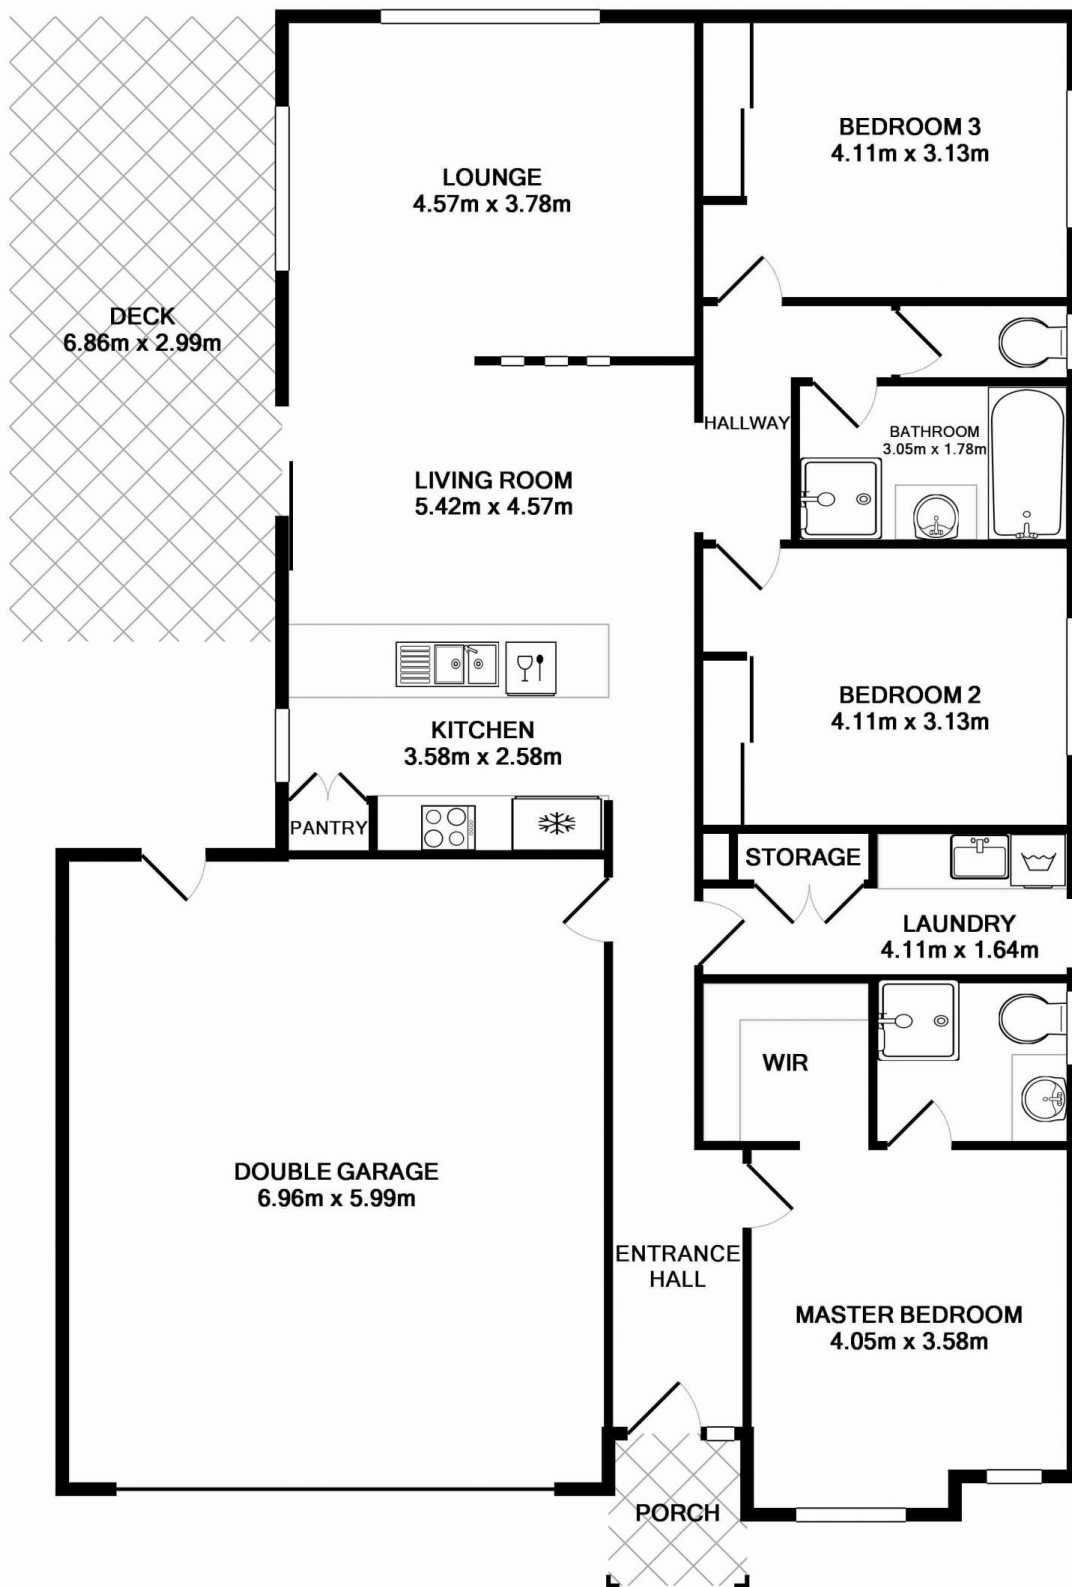 BEDROOM 3
4.11m x 3.13m
LOUNGE
4.57m x 3.78m
DECK
6.86m x 2.99m
HALLWAY
BATHROOM
3.05m x 1.78m
LIVING ROOM
5.42m x 4.57m
BEDROOM 2
4.11m x 3.13m
KITCHEN
3.58m x 2.58m
PANTRY
STORAGE
LAUNDRY
4.11m x 1.64m
WIR
DOUBLE GARAGE
6.96m x 5.99m
ENTRANCE
HALL
MASTER BEDROOM
4.05m x 3.58m
PORCH